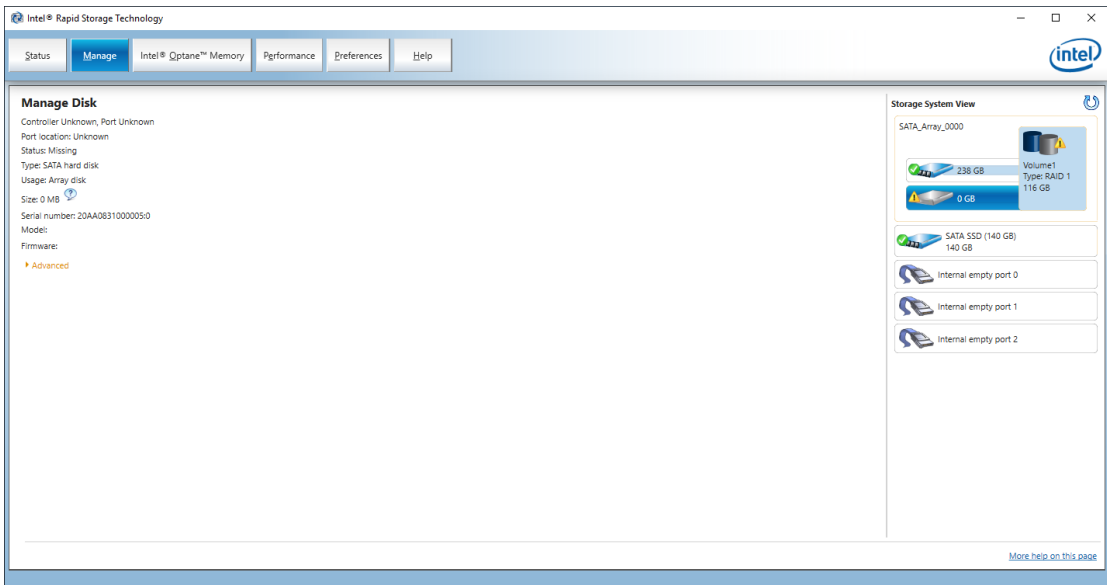 Intel® Rapid Storage Technology
Status
Manage
Intel® Optane™ Memory
Performance
Preferences
Help
intel
Manage Disk
Controller Unknown, Port Unknown
Port location: Unknown
Status: Missing
Type: SATA hard disk
Usage: Array disk
Size: 0 MB
Serial number: 20AA0831000005:0
Model:
Firmware:
Advanced
Storage System View
SATA_Array_0000
238 GB
0 GB
Volume1
Type: RAID 1
116 GB
SATA SSD (140 GB)
140 GB
Internal empty port 0
Internal empty port 1
Internal empty port 2
More help on this page